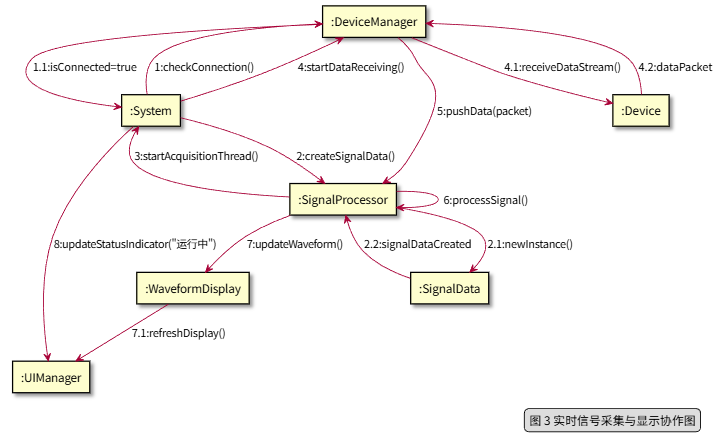 :DeviceManager
1.1:isConnected=true
1:checkConnection()
4:startDataReceiving()
4.1:receiveDataStream()
4.2:dataPacket
:System
5:pushData(packet)
:Device
3:startAcquisitionThread()
2:createSignalData()
:SignalProcessor
6:processSignal()
8:updateStatusIndicator("运行中")
7:updateWaveform()
2.2:signalDataCreated
2.1:newInstance()
:WaveformDisplay
:SignalData
7.1:refreshDisplay()
:UIManager
图 3 实时信号采集与显示协作图